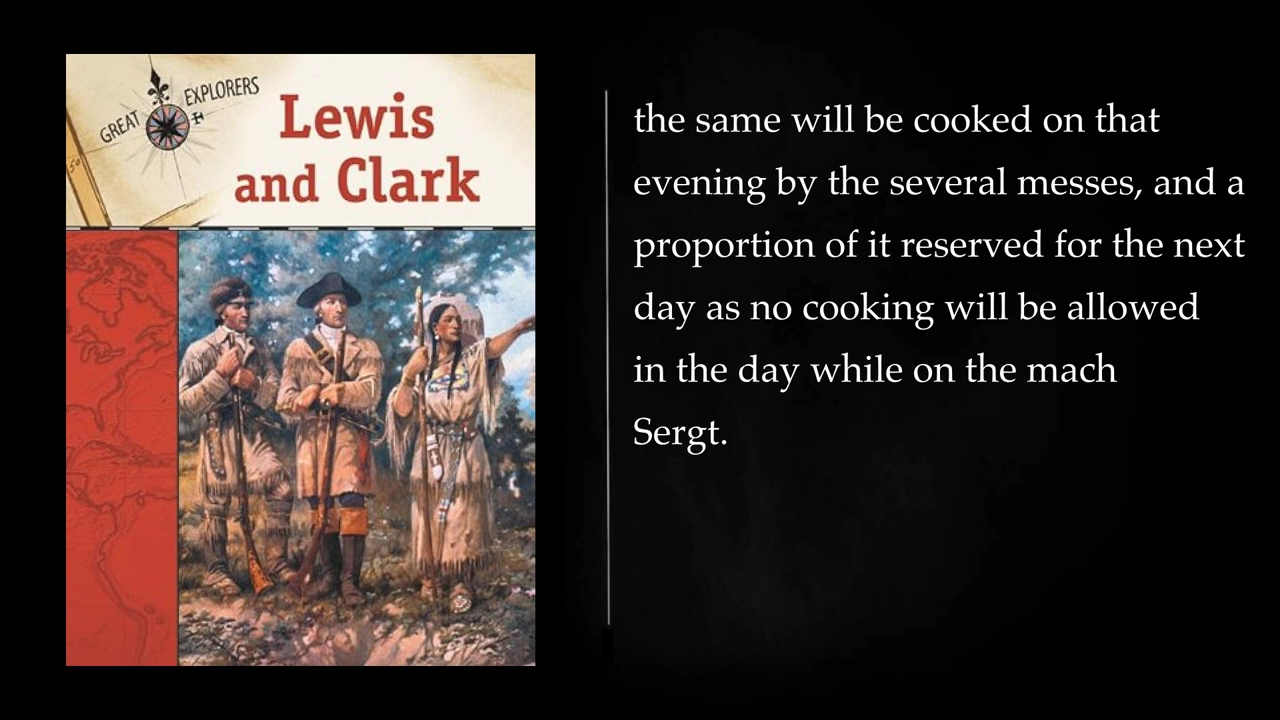 GREAT EXPLORERS
Lewis
and Clark
50
the same will be cooked on that
evening by the several messes, and a
proportion of it reserved for the next
day as no cooking will be allowed
in the day while on the mach
Sergt.